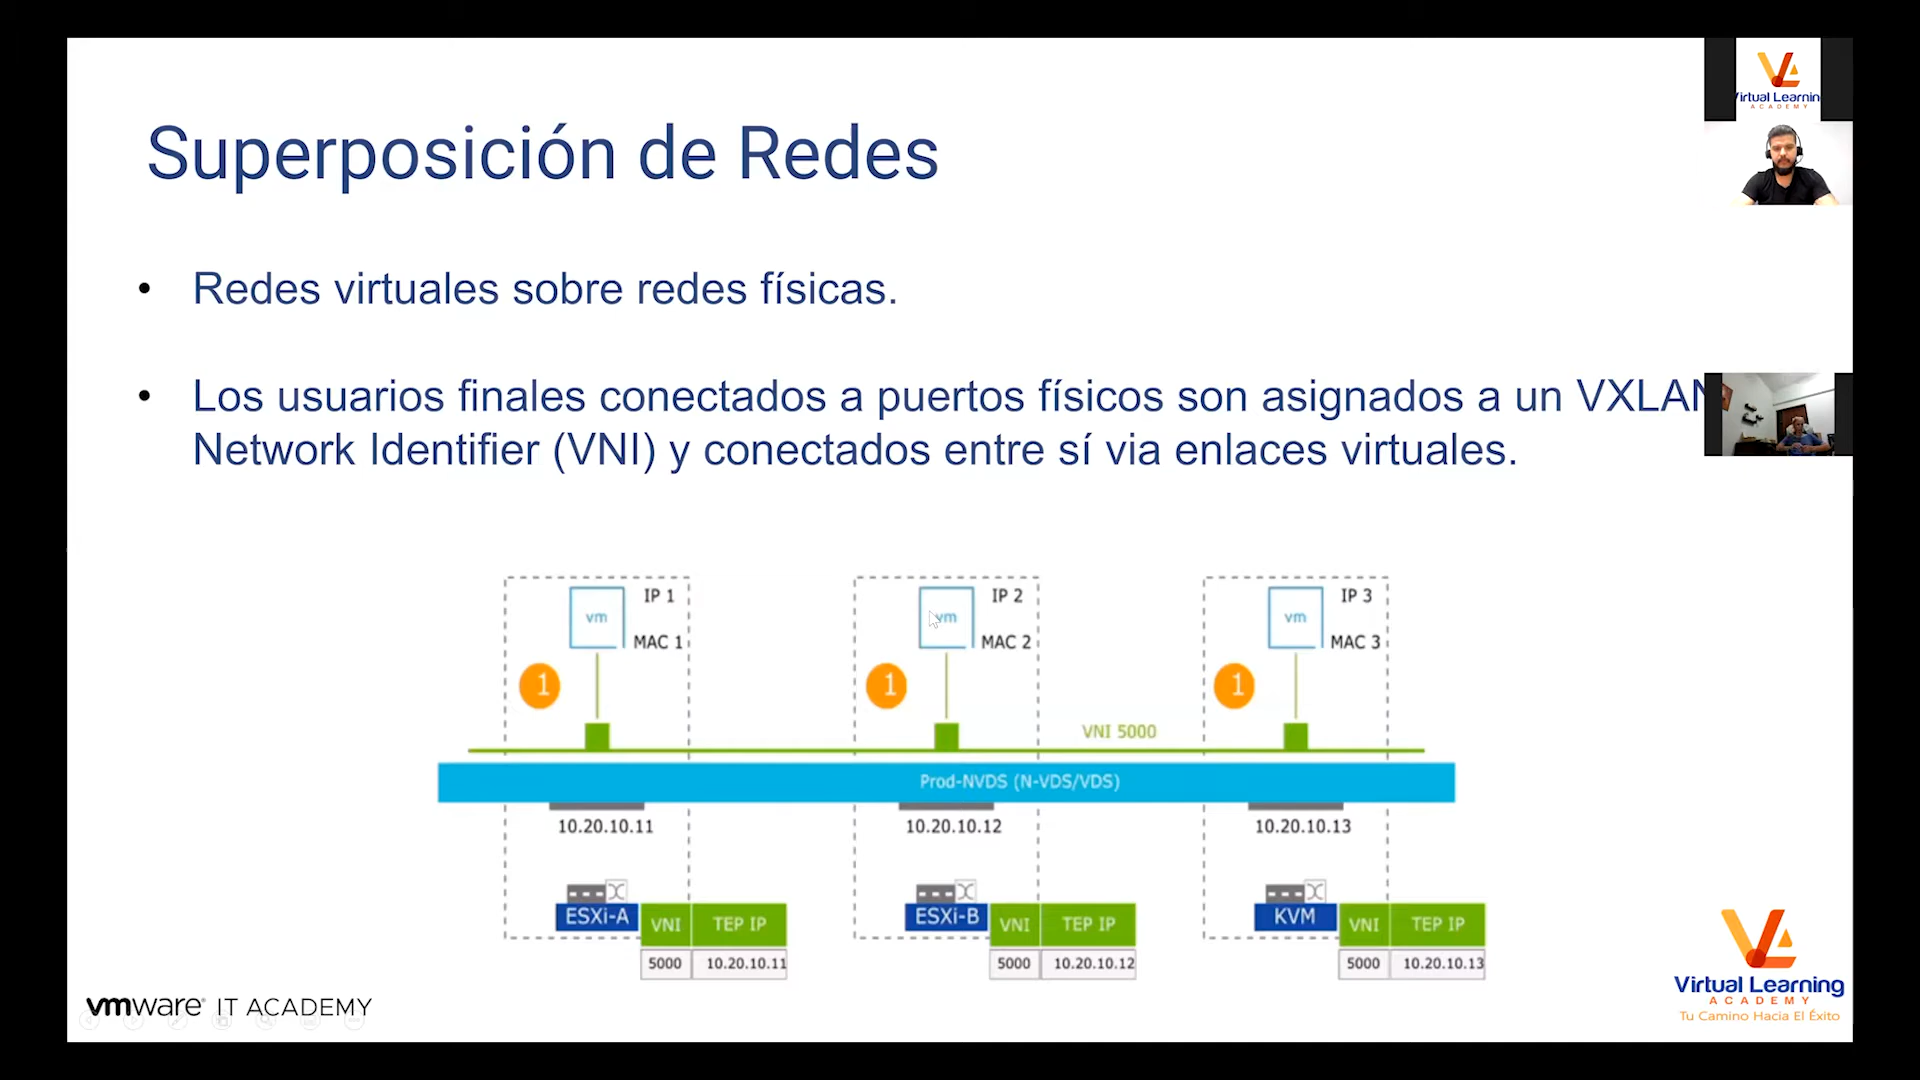 Superposición de Redes
• Redes virtuales sobre redes físicas.
• Los usuarios finales conectados a puertos físicos son asignados a un VXLAN
Network Identifier (VNI) y conectados entre sí via enlaces virtuales.
vm IP 1 MAC 1
vm IP 2 MAC 2
vm IP 3 MAC 3
1 1 1
VNI 5000
Prod-NVDS (N-VDS/VDS)
10.20.10.11 10.20.10.12 10.20.10.13
ESXi-A VNI TEP IP
5000 10.20.10.11
ESXi-B VNI TEP IP
5000 10.20.10.12
KVM VNI TEP IP
5000 10.20.10.13
vmware® IT ACADEMY
Virtual Learning
ACADEMY
Tu Camino Hacia El Éxito
VA
irtual Learnin
ACADEMY